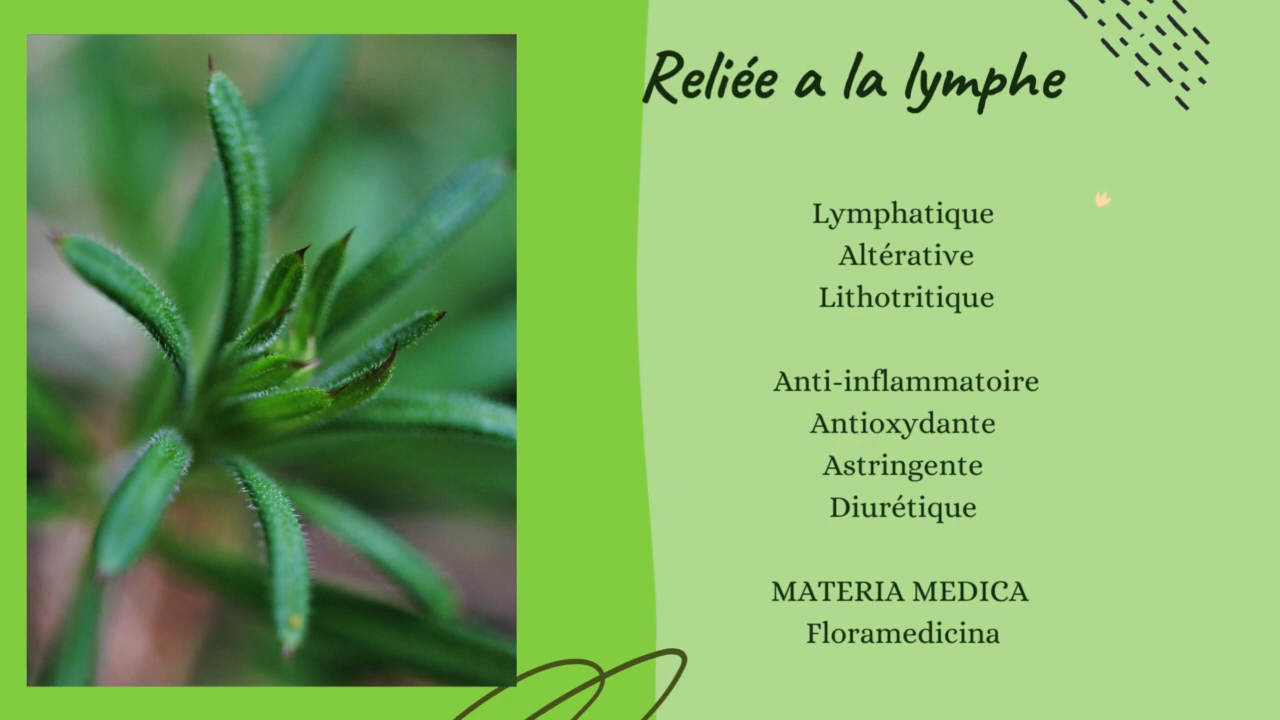 Reliée a la lymphe
Lymphatique
Altérative
Lithotritique
Anti-inflammatoire
Antioxydante
Astringente
Diurétique
MATERIA MEDICA
Floramedicina